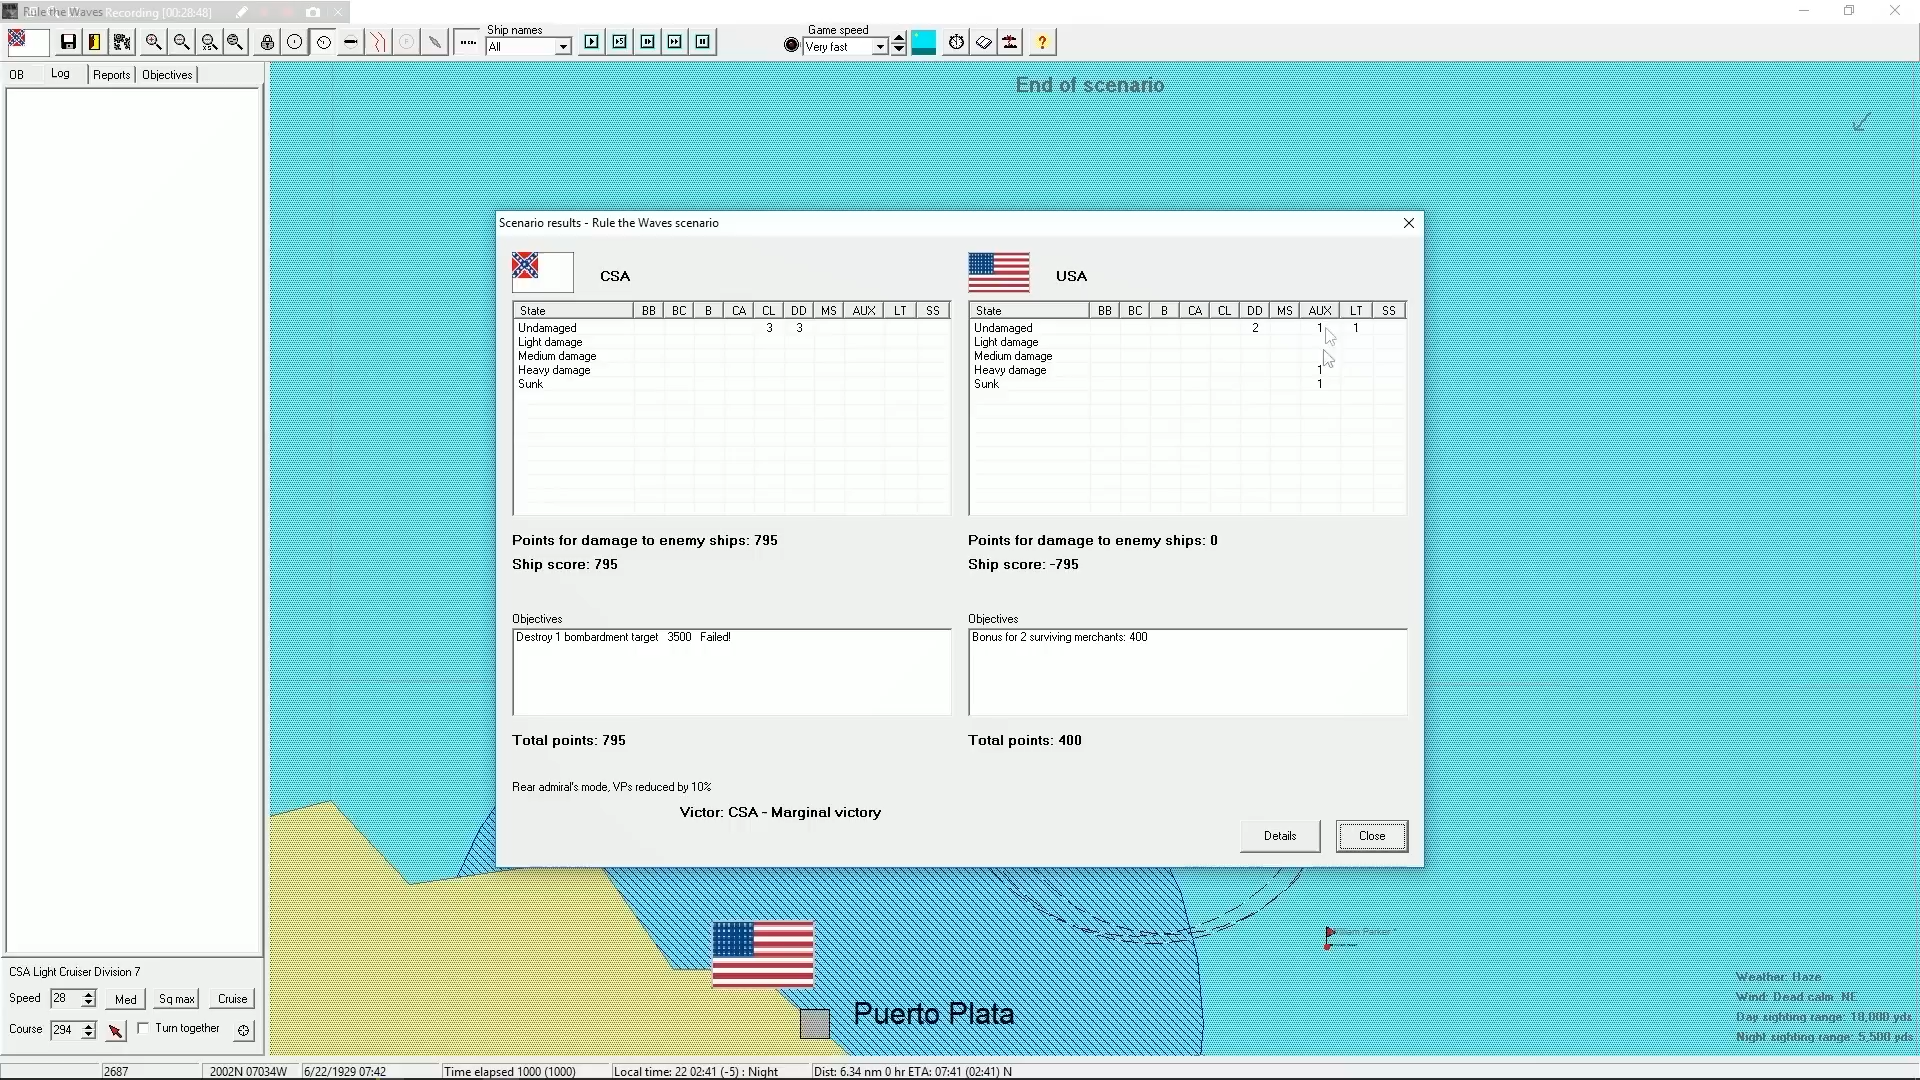 Rule the Waves Recording [00:28:48]
Ship names
All
Game speed
Very fast
?
OB Log Reports Objectives
End of scenario
Scenario results - Rule the Waves scenario
CSA
USA
State BB BC B CA CL DD MS AUX LT SS
Undamaged 3 3
Light damage
Medium damage
Heavy damage
Sunk
State BB BC B CA CL DD MS AUX LT SS
Undamaged 2 1 1
Light damage
Medium damage
Heavy damage 1
Sunk 1
Points for damage to enemy ships: 795
Ship score: 795
Points for damage to enemy ships: 0
Ship score: -795
Objectives
Destroy 1 bombardment target 3500 Failed!
Objectives
Bonus for 2 surviving merchants: 400
Total points: 795
Total points: 400
Rear admiral's mode, VPs reduced by 10%
Victor: CSA - Marginal victory
Details Close
Puerto Plata
Parker
Weather: Haze
Wind: Dead calm NE
Day sighting range: 18,000 yds
Night sighting range: 5,500 yds
CSA Light Cruiser Division 7
Speed 28 Med Sq max Cruise
Course 294 Turn together
2687 2002N 07034W 6/22/1929 07:42 Time elapsed 1000 (1000) Local time: 22 02:41 (-5) : Night Dist: 6.34 nm 0 hr ETA: 07:41 (02:41) N